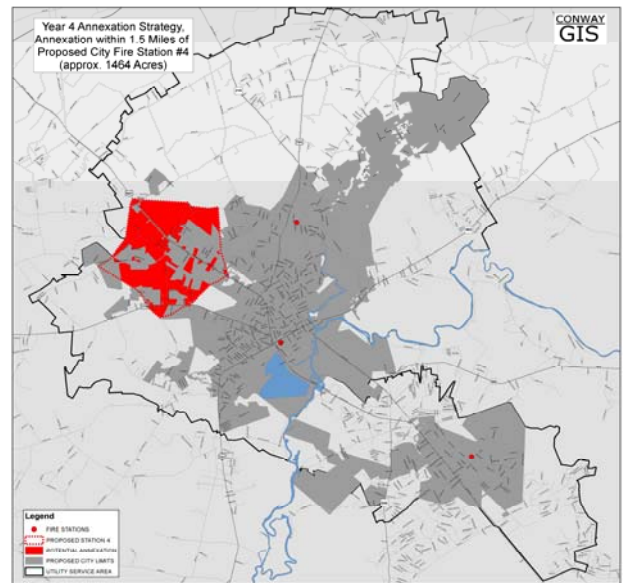 Year 4 Annexation Strategy,
Annexation within 1.5 Miles of
Proposed City Fire Station #4
(approx. 1464 Acres)
CONWAY
GIS
Legend
FIRE STATIONS
PROPOSED STATION 4
POTENTIAL ANNEXATION
PROPOSED CITY LIMITS
UTILITY SERVICE AREA